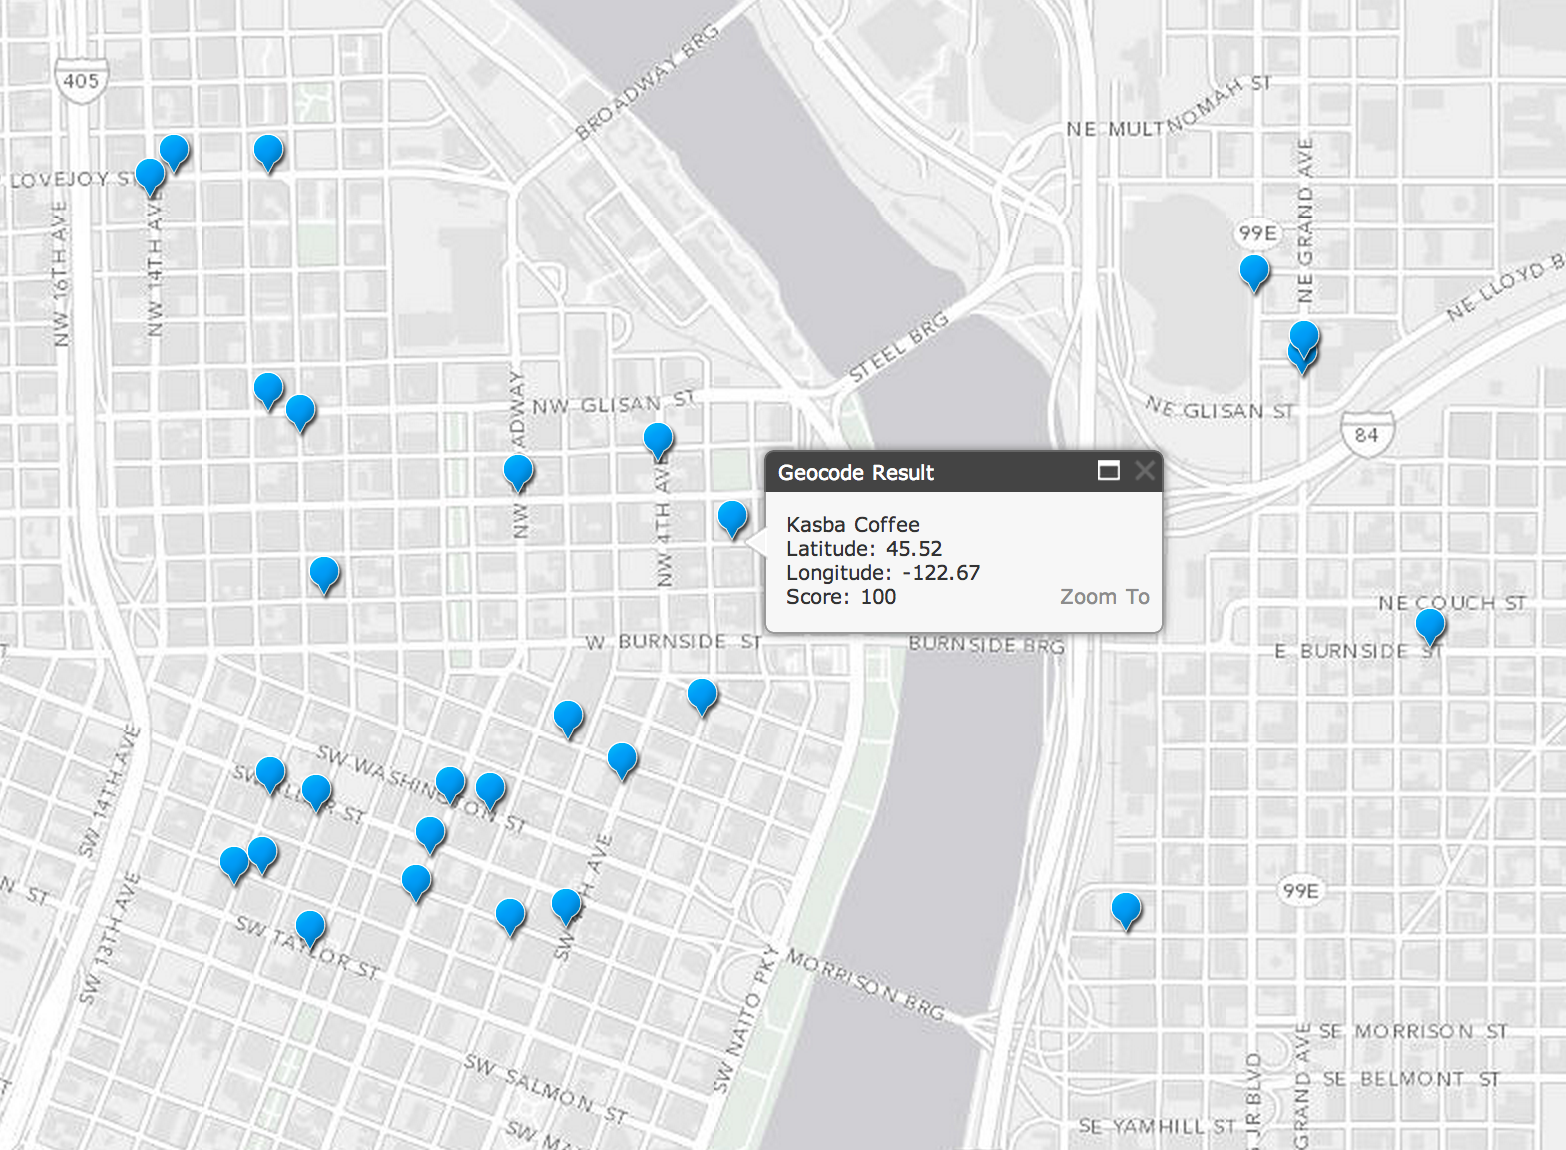 405
BROADWAY BRG
NE MULTNOMAH ST
LOVEJOY ST
NW 16TH AVE
NW 14TH AVE
99E
NE GRAND AVE
NE LLOYD B
STEEL BRG
NW GLISAN ST
NE GLISAN ST
84
NW ADWAY
NW 4TH AVE
Geocode Result
Kasba Coffee
Latitude: 45.52
Longitude: -122.67
Score: 100
Zoom To
NE COUCH ST
W BURNSIDE ST
BURNSIDE BRG
E BURNSIDE ST
T
SW 14TH AVE
SW WASHINGTON ST
SW ER ST
SW H AVE
N ST
SW 13TH AVE
99E
SW TAYLOR ST
MORRISON BRG
SW NAITO PKY
SE MORRISON ST
SW SALMON ST
SE BELMONT ST
SW MA
SE YAMHILL ST
JR BLVD
GRAND AVE